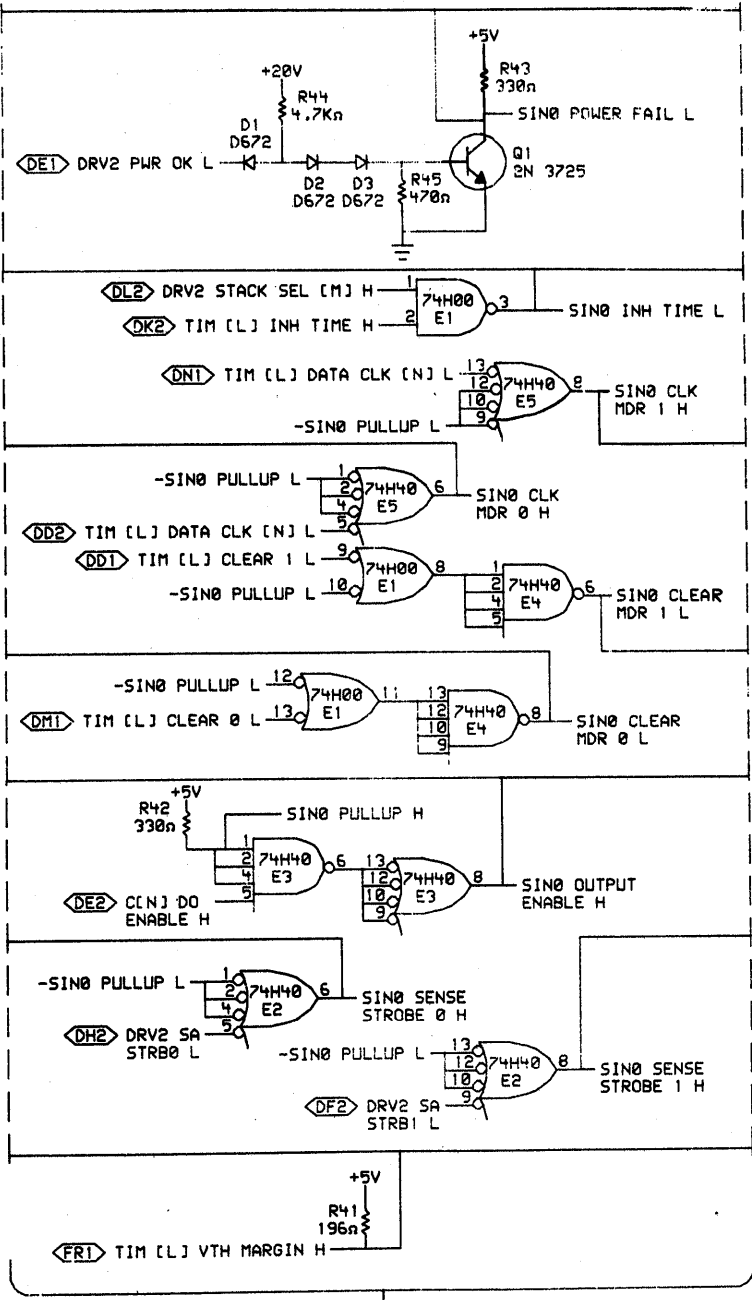 +5V
R43
330Ω
+20V
R44
4.7KΩ
SIN0 POWER FAIL L
D1
D672
Q1
2N 3725
DE1 DRV2 PWR OK L
D2 D3
D672 D672
R45
470Ω
DL2 DRV2 STACK SEL [M] H
1
74H00
E1
3
SIN0 INH TIME L
DK2 TIM [L] INH TIME H
2
DN1 TIM [L] DATA CLK [N] L
13
12
10
9
74H40
E5
8
SIN0 CLK
MDR 1 H
-SIN0 PULLUP L
-SIN0 PULLUP L
1
2
4
5
74H40
E5
6
SIN0 CLK
MDR 0 H
DD2 TIM [L] DATA CLK [N] L
DD1 TIM [L] CLEAR 1 L
9
74H00
E1
8
-SIN0 PULLUP L
10
1
2
4
5
74H40
E4
6
SIN0 CLEAR
MDR 1 L
-SIN0 PULLUP L
12
74H00
E1
11
DM1 TIM [L] CLEAR 0 L
13
13
12
10
9
74H40
E4
8
SIN0 CLEAR
MDR 0 L
+5V
R42
330Ω
SIN0 PULLUP H
1
2
4
5
74H40
E3
6
DE2 C[N] DO
ENABLE H
13
12
10
9
74H40
E3
8
SIN0 OUTPUT
ENABLE H
-SIN0 PULLUP L
1
2
4
5
74H40
E2
6
SIN0 SENSE
STROBE 0 H
DH2 DRV2 SA
STRB0 L
-SIN0 PULLUP L
13
12
10
9
74H40
E2
8
SIN0 SENSE
STROBE 1 H
DF2 DRV2 SA
STRB1 L
+5V
R41
196Ω
FR1 TIM [L] VTH MARGIN H